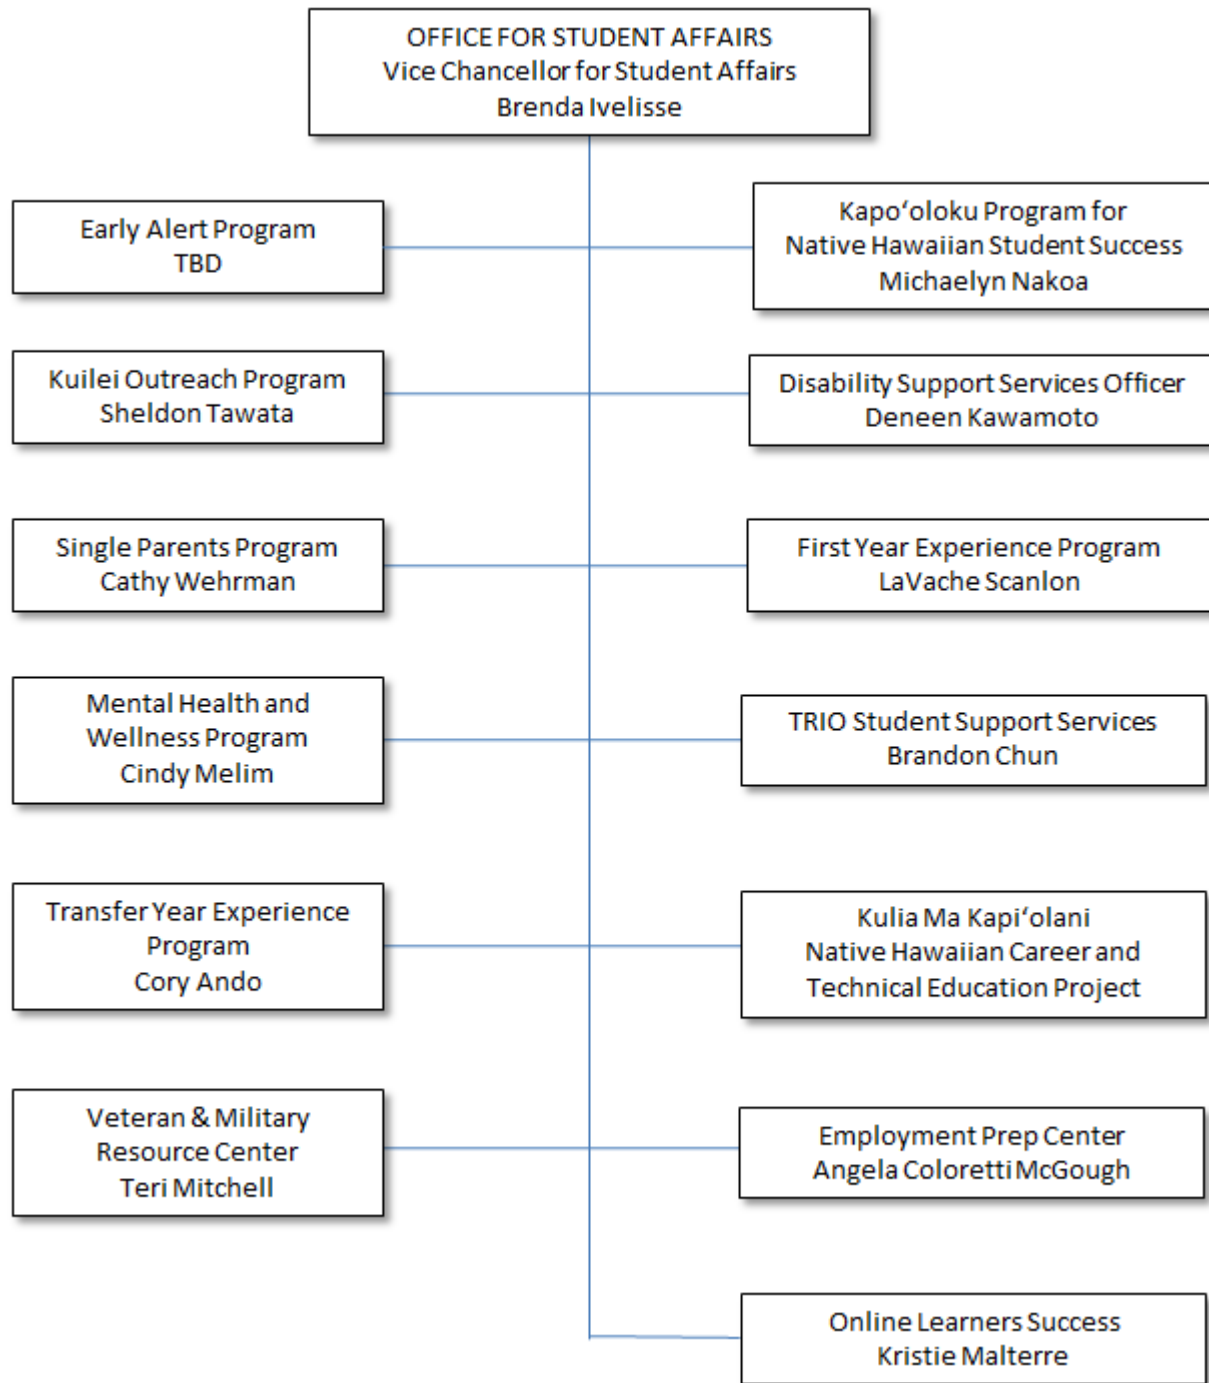 OFFICE FOR STUDENT AFFAIRS
Vice Chancellor for Student Affairs
Brenda Ivelisse
Early Alert Program
TBD
Kapo‘oloku Program for
Native Hawaiian Student Success
Michaelyn Nakoa
Kuilei Outreach Program
Sheldon Tawata
Disability Support Services Officer
Deneen Kawamoto
Single Parents Program
Cathy Wehrman
First Year Experience Program
LaVache Scanlon
Mental Health and
Wellness Program
Cindy Melim
TRIO Student Support Services
Brandon Chun
Transfer Year Experience
Program
Cory Ando
Kulia Ma Kapi‘olani
Native Hawaiian Career and
Technical Education Project
Veteran & Military
Resource Center
Teri Mitchell
Employment Prep Center
Angela Coloretti McGough
Online Learners Success
Kristie Malterre